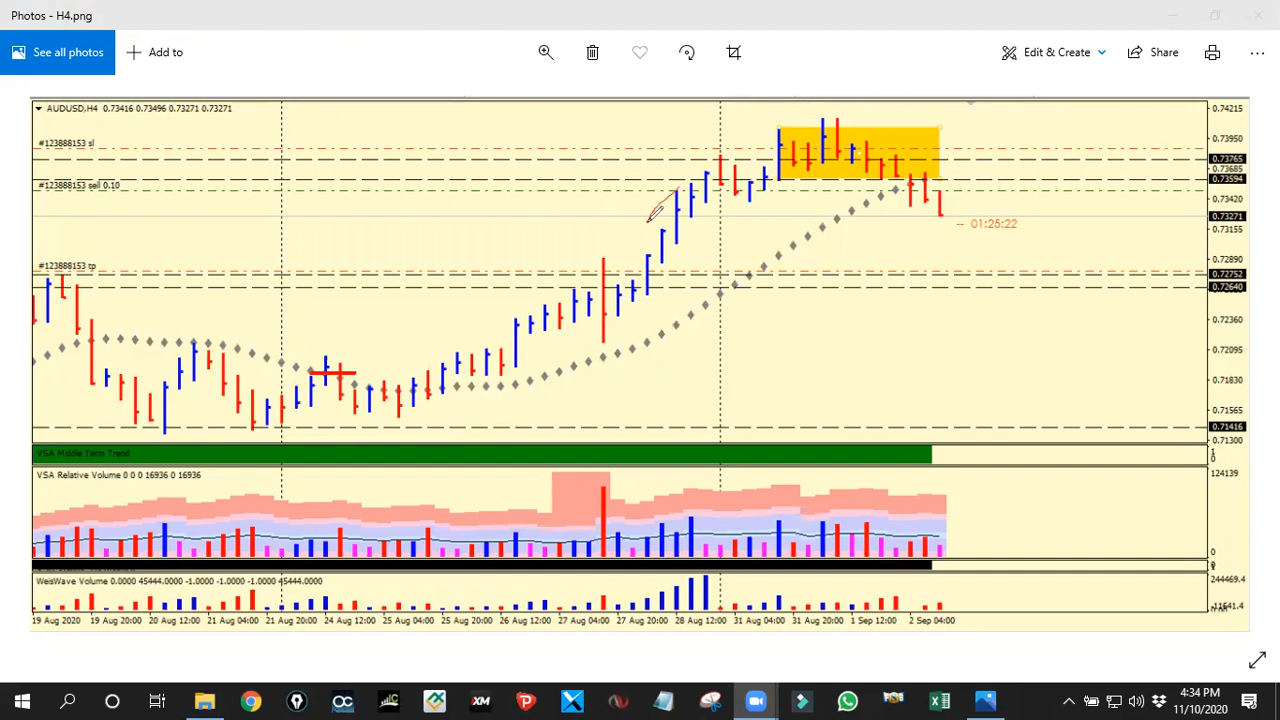 Photos - H4.png
See all photos
Add to
Edit & Create
Share
AUDUSD,H4 0.73416 0.73496 0.73271 0.73271
0.74215
#123888153 sl
0.73950
0.73765
0.73685
#123888153 sell 0.10
0.73594
0.73420
0.73271
01:25:22
0.73155
0.72890
#123888153 tp
0.72752
0.72640
0.72360
0.72095
0.71830
0.71565
0.71416
0.71300
VSA Middle Term Trend
1
0
VSA Relative Volume 0 0 0 16936 0 16936
124139
0
WeisWave Volume 0.0000 45444.0000 -1.0000 -1.0000 -1.0000 45444.0000
244469.4
-11641.4
19 Aug 2020 19 Aug 20:00 20 Aug 12:00 21 Aug 04:00 21 Aug 20:00 24 Aug 12:00 25 Aug 04:00 25 Aug 20:00 26 Aug 12:00 27 Aug 04:00 27 Aug 20:00 28 Aug 12:00 31 Aug 04:00 31 Aug 20:00 1 Sep 12:00 2 Sep 04:00
4:34 PM
11/10/2020